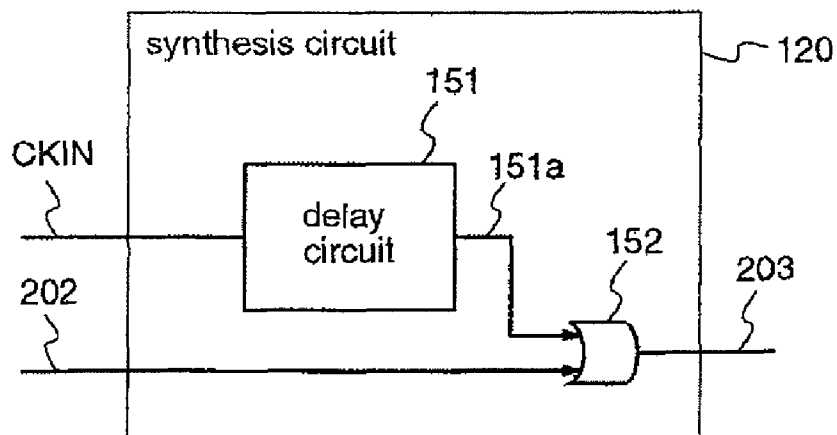 synthesis circuit
120
151
CKIN
151a
delay
circuit
152
202
203